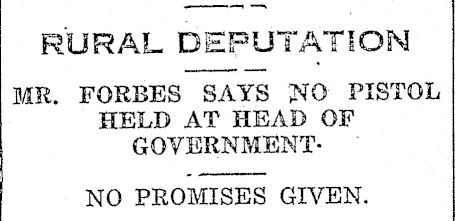 RURAL DEPUTATION
MR. FORBES SAYS NO PISTOL
HELD AT HEAD OF
GOVERNMENT.
NO PROMISES GIVEN.